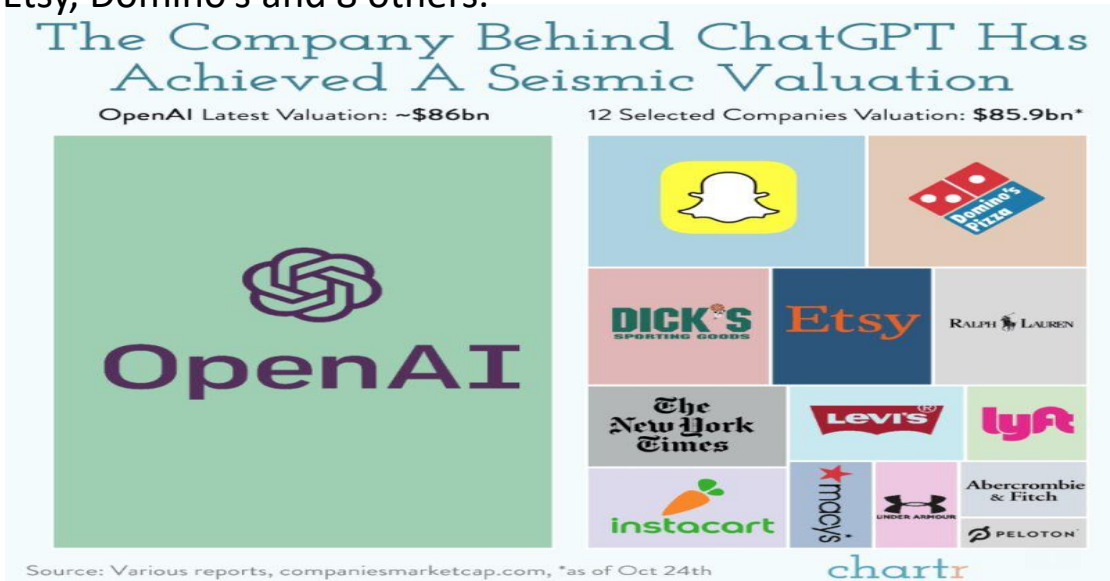 Etsy, Domino's and 8 others.
The Company Behind ChatGPT Has
Achieved A Seismic Valuation
OpenAI Latest Valuation: ~$86bn
12 Selected Companies Valuation: $85.9bn*
OpenAI
Domino's
Pizza
DICK'S
SPORTING GOODS
Etsy
RALPH LAUREN
The
New York
Times
LEVI'S®
lyft
instacart
macy's
UNDER ARMOUR
Abercrombie
& Fitch
PELOTON
Source: Various reports, companiesmarketcap.com, *as of Oct 24th
chartr